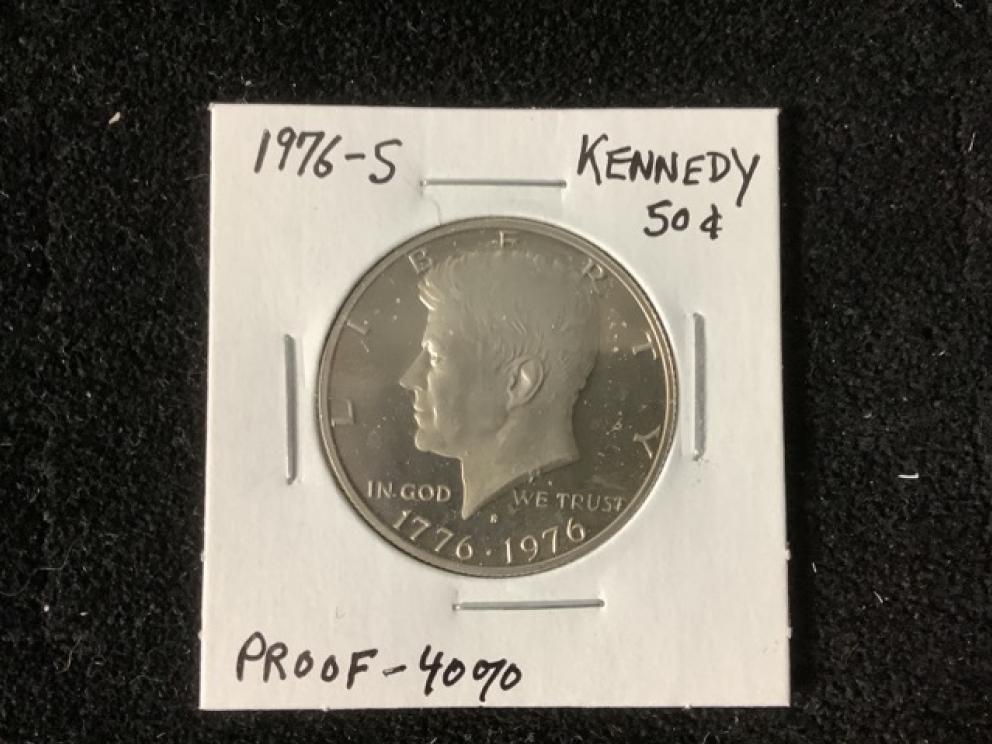 1976-S
KENNEDY
50¢
LIBERTY
IN GOD WE TRUST
S
1776 · 1976
PROOF-40%